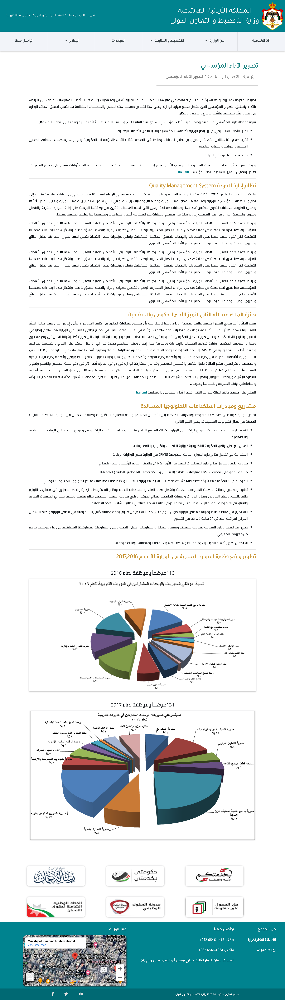 المملكة الأردنية الهاشمية
وزارة التخطيط و التعاون الدولي
تدريب طلاب الجامعات / المنح الدراسية و الدورات / الجريدة الالكترونية
الرئيسية
عن الوزارة
التخطيط و المتابعة
المبادرات
الإعلام
تواصل معنا
تطوير الأداء المؤسسي
الرئيسية / التخطيط و المتابعة / تطوير الأداء المؤسسي
تطبيقا لمخرجات مشروع إعادة الهيكلة الذي تم اعتماده في عام 2004، قامت الوزارة بتطبيق أسس ومنهجيات إدارية حسب أفضل الممارسات، تهدف إلى الارتقاء
بالأداء وتحقيق التطوير المؤسسي الذي يشمل جميع موارد الوزارة، وعلى هذا الأساس صممت هذه الأسس والمنهجيات المختلفة بما يضمن تحقيق أهداف الوزارة
في تطوير بيئة تنظيمية ملائمة للإبداع والتعلم والابتكار.
تقوم وحدةالتطوير المؤسسي و التقييم بإصدار تقرير الأداء المؤسسي السنوي منذ العام 2013، ويشتمل التقرير على ثلاثة تقارير فرعية تعنى بتطوير الأداء وهي:
تقرير الأداء الاستراتيجي، ويبين إنجاز الوزارة لأهدافها المؤسسية ونسبتها من الأهداف الوطنية.
تقرير مسح رضا متلقي الخدمة، والذي يبين تحليل استبانات رضا متلقي الخدمة بفئاته الثلاث (المؤسسات الحكومية والوزارات، ومنظمات المجتمع المدني
المحلية والدولية، والجهات المانحة)
تقرير مسح رضا موظفي الوزارة.
ويبين التقرير نتائج التحليل والتوصيات المقترحة لرفع نسب الأداء، ويتبع إصداره خطة لتنفيذ التوصيات مع أنشطة محددة المسؤوليات تعمم على جميع المديريات.
لعرض وتحميل التقارير السنوية للاداء المؤسسي انقر هنا
نظام إدارة الجودة Quality Management System
قامت الوزارة خلال العامين 2014 و 2015 من خلال وحدة التقييم وقياس الأثر /توكيد الجودة بتصميم إطار عام لعملياتها بحيث تقسم إلى عمليات أساسية: تهدف إلى
تحقيق الأهداف المؤسسية للوزارة ومنبثقة من محاور عمل الوزارة ومهامها، وعمليات رئيسية: وهي التي تضمن استقرار بيئة عمل الوزارة وتعنى بتطوير أدائها
وتهيئ الظروف للعمليات الأخرى لتحقيق أهدافها، وعمليات مساندة: وهي التي تدعم العمليات الأخرى في وظائفها اليومية مثل إدارة الموارد البشرية والاتصال
وغيرها، واستندت الوزارة في هذا التصنيف إلى دراسات في تصميم العمليات عبر البحث عن أفضل الممارسات وتطبيقها بما يتناسب وطبيعة عملها.
وترتبط جميع هذه العمليات بأهداف الوزارة المؤسسية والتي ترتبط بدورها بالأهداف الوطنية، للتأكد من فاعلية العمليات ومساهمتها في تحقيق الأهداف
المؤسسية. كما يندرج تحت مظلة كل عملية عدد من إجراءات العمل المعيارية، توضح بالتفصيل خطوات الإجراء والجهة المسؤولة عنه، وتشكل هذه الإجراءات بمجملها
الأنشطة التي تقوم عليها خطط عمل المديريات والوحدات لتحقيق أهدافها التشغيلية، وتقاس مؤشرات هذه الأنشطة بشكل نصف سنوي، حيث يتم تحليل النتائج
والخروج بتوصيات وخطة لتنفيذ التوصيات ضمن تقرير الأداء المؤسسي السنوي.
وترتبط جميع هذه العمليات بأهداف الوزارة المؤسسية والتي ترتبط بدورها بالأهداف الوطنية، للتأكد من فاعلية العمليات ومساهمتها في تحقيق الأهداف
المؤسسية. كما يندرج تحت مظلة كل عملية عدد من إجراءات العمل المعيارية، توضح بالتفصيل خطوات الإجراء والجهة المسؤولة عنه، وتشكل هذه الإجراءات بمجملها
الأنشطة التي تقوم عليها خطط عمل المديريات والوحدات لتحقيق أهدافها التشغيلية، وتقاس مؤشرات هذه الأنشطة بشكل نصف سنوي، حيث يتم تحليل النتائج
والخروج بتوصيات وخطة لتنفيذ التوصيات ضمن تقرير الأداء المؤسسي السنوي.
وترتبط جميع هذه العمليات بأهداف الوزارة المؤسسية والتي ترتبط بدورها بالأهداف الوطنية، للتأكد من فاعلية العمليات ومساهمتها في تحقيق الأهداف
المؤسسية. كما يندرج تحت مظلة كل عملية عدد من إجراءات العمل المعيارية، توضح بالتفصيل خطوات الإجراء والجهة المسؤولة عنه، وتشكل هذه الإجراءات بمجملها
الأنشطة التي تقوم عليها خطط عمل المديريات والوحدات لتحقيق أهدافها التشغيلية، وتقاس مؤشرات هذه الأنشطة بشكل نصف سنوي، حيث يتم تحليل النتائج
والخروج بتوصيات وخطة لتنفيذ التوصيات ضمن تقرير الأداء المؤسسي السنوي.
جائزة الملك عبدالله الثاني لتميز الأداء الحكومي والشفافية
تعتبر الجائزة أحد نماذج التميز المتبعة عالميا لتحسين الأداء، ومما لا شك فيه بأن تحقيق متطلبات الجائزة في كافة المعايير لا يتأتى إلا من خلال تغيير شامل لبيئة
العمل بما يسمح لها أن تواكب آخر المستجدات والمتطلبات، وقد ساهمت الجائزة في غرس ثقافة التميز في جميع نواحي العمل في الوزارة مما ساهم إيجابا في
تحسين وتطوير الأداء، كما غيرت من صورة العمل الحكومي التقليدية في المتمثلة ببطء التنفيذ وبيروقراطية الخطوات إلى صورة أكثر إشراقا تتمثل في رفع مستوى
وكفاءة الموظف الحكومي وزيادة فعالية العمليات والإجراءات وذلك من خلال إدخال وتبني مفاهيم جديدة في الإدارة مثل التركيز على النتائج والشفافية ومراقبة
وتقييم الأداء. تستند الجائزة في هيكلها إلى مفاهيم إدارة الجودة الشاملة ويتطلب تحقيق متطلباتها اعتماد وتطبيق أفضل الممارسات في الإدارة وعلى هذا الأساس
تبنت الوزارة الأنظمة الحديثة في إدارة الموارد البشرية وأنظمة إدارة الجودة وأنظمة الاتصال واستراتيجيات تطوير العنصر التكنولوجي وأنظمة إدارة الإستراتيجية
والتخطيط الاستراتيجي. تعتبر الجائزة حافزا للتغيير والتحسين المستمر وقد كان لمشاركة الوزارة في دورتي الجائزة أكبر الأثر في دفع عجلة التحسين والتغيير وتطوير
العمل ومأسسة الأداء، كما أن توفر هذا الدافع قد ساعد في تبني عديد من المبادرات الداخلية والإيمان بضرورة تنفيذها ومنها على سبيل المثال لا الحصر أتمتة أنظمة
الموارد البشرية وربطها الكترونيا، وتفعيل استخدامات شبكة الانترانت، وتحفيز الموظفين من خلال جائزتي "انجاز" “وموظف الشهر”، ومأسسة العلاقة مع الشركاء
والمتعاملين، ونشر المعرفة واكتسابها وغيرها....
للاطلاع على صفحة جائزة الملك عبدالله الثاني لتميز الأداء الحكومي والشفافية انقر هنا
مشاريع ومبادرات استخدامات التكنولوجيا المساندة
تحرص الوزارة دوماً على دعم كافة جهودها ومبادراتها الهادفة إلى التحسين المستمر وزيادة الفعالية الإلكترونية وكفاءة العاملين في الوزارة باستخدام التقنيات
الحديثة في مجال تكنولوجيا المعلومات، وعلى النحو التالي:
الاستمرار في تطوير وتحديث الموقع الإلكتروني للوزارة وكذلك الموقع الخاص بها ضمن بوابة الحكومة الإلكترونية، وموقع وحدة برامج الإنتاجية الاقتصادية
والاجتماعية.
العمل مع لجان برنامج الحكومة الالكترونية / وزارة الاتصالات وتكنولوجيا المعلومات.
المشاركة في تفعيل نظام إدارة الموارد المالية الحكومية GFMIS في الوزارة ضمن الوزارات الريادية.
متابعة إدامة وتشغيل نظام إدارة المساعدات الفنية في الأردن JAIMS، والجهاز الخادم الرئيسي الخاص بالنظام.
متابعة العمل على تحديث شبكة المعلومات الداخلية (الانترانت) وشبكة خدمات الموظفين الذاتية (MenaME).
تنفيذ اتفاقيات الحكومة مع شركة Microsoft وشركة Oracle بالتنسيق مع وزارة الاتصالات وتكنولوجيا المعلومات ومركز تكنولوجيا المعلومات الوطني.
تطوير وتحسين وصيانة الأنظمة المحوسبة العاملة وتشمل نظام المنح والمساعدات الفنية ونظام المستودعات لإدارة وضبط المخزون في مستودع اللوازم
والقرطاسية، ونظام القروض، ونظام الدورات والبعثات الخارجية، ونظام الحركة، برنامج متابعة المنحة الخليجية، نظام متابعة وتقييم مشاريع الجمعيات الخيرية
والتعاونية، نظام إدارة الموارد البشرية والرواتب، نظام الدوام، نظام النسخ الاحتياطي، نظام شاشات التحكم التفاعلية.
الاستمرار في متابعة ضبط ومراقبة مداخل الوزارة طوال اليوم وعلى مدار الأسبوع عن طريق إدامة وصيانة كاميرات المراقبة في مداخل الوزارة ونظام التسجيل
المرئي لمراقبة المداخل 24 ساعة x 7 أيام في الأسبوع.
وضع استراتيجية لإدارة المعرفة ومتابعة تنفيذها، وتفعيل الوسائل والممارسات المثلى للحصول على المعلومات ومشاركتها للمساهمة في بناء مؤسسة تتعلم
من مخزونها المعرفي.
استكمال تطوير أجهزة الحواسيب وملحقاتها وشبكة الحاسوب المحلية وملحقاتها ومتابعة إدامتها.
تطوير ورفع كفاءة الموارد البشرية في الوزارة للأعوام 2017,2016
116موظفاً وموظفة لعام 2016
نسبة موظفي المديريات /الوحدات المشاركين في الدورات التدريبية للعام ٢٠١٦
مديرية الموارد البشرية
%٩
مديرية برامج التنمية المحلية وتعزيز الانتاجية
%١٥
مديرية المشاريع
%١٥
مديرية تكنولوجيا المعلومات والارشفة
%٥
مديرية خطط وبرامج التنمية
%٣
مكتب الوزير / الامين العام
%٠
وحدة الإعلام والاتصال
%٢
وحدة التقييم وقياس الاثر
%٢
مديرية الشؤون المالية والإدارية
%١٢
وحدة الرقابة المالية والادارية
%٨
وحدة تنسيق المساعدات الانسانية
%١
الادارة العليا / المدراء
%٦
مديرية السياسيات و الاستراتيجيات
%١٤
مديرية التعاون الدولي
%٨
131موظفاً وموظفة لعام 2017
نسبة موظفي المديريات/ الوحدات المشاركين في الدورات التدريبية
للعام ٢٠١٧
وحدة تنسيق المساعدات الانسانية
%١
وحدة الاعلام والاتصال
%٤
مكتب الوزير والامين العام
%٦
مديرية المشاريع
%٧
مديرية السياسات والاستراتيجيات
%١١
وحدة التطوير المؤسسي والتقييم
%٢
وحدة الرقابة المالية والادارية
%٣
مديرية التعاون الدولي
%٤
الادارة العليا / المدراء
%٥
مديرية تكنولوجيا المعلومات والارشفة
%٥
مديرية خطط وبرامج التنمية
%٤
مديرية برامج التنمية المحلية وتعزيز
الانتاجية
%٢٣
مديرية الشؤون المالية والإدارية
%١٧
مديرية الموارد البشرية
%٨
بخدمتكم
لأنه واجبنا
حكومتي
بخدمتي
الموقع الرسمي لـ
رسالة عمّان
حق الحصول
على معلومة
مدونة السلوك
الوظيفي
الخطة الوطنية
الشاملة لحقوق
الانسان
من الموقع
الأسئلة الاكثر تكرارا
روابط مفيدة
تواصل معنا
هاتف :4466 6546 962+
فاكس:4934 6546 962+
العنوان: عمان,الدوار الثالث ،شارع توفيق أبو الهدى، مبنى رقم (4)
مقر الوزارة
Ministry of Planning & International ...
View larger map
Ministry of Justice
Ministry of Planning &
International Cooperation
Amman Surgical Hospital
Embassy of France
Le Royal Hotel &
Resorts Amman
3rd
جميع الحقوق محفوظة © 2020 وزارة التخطيط والتعاون الدولي